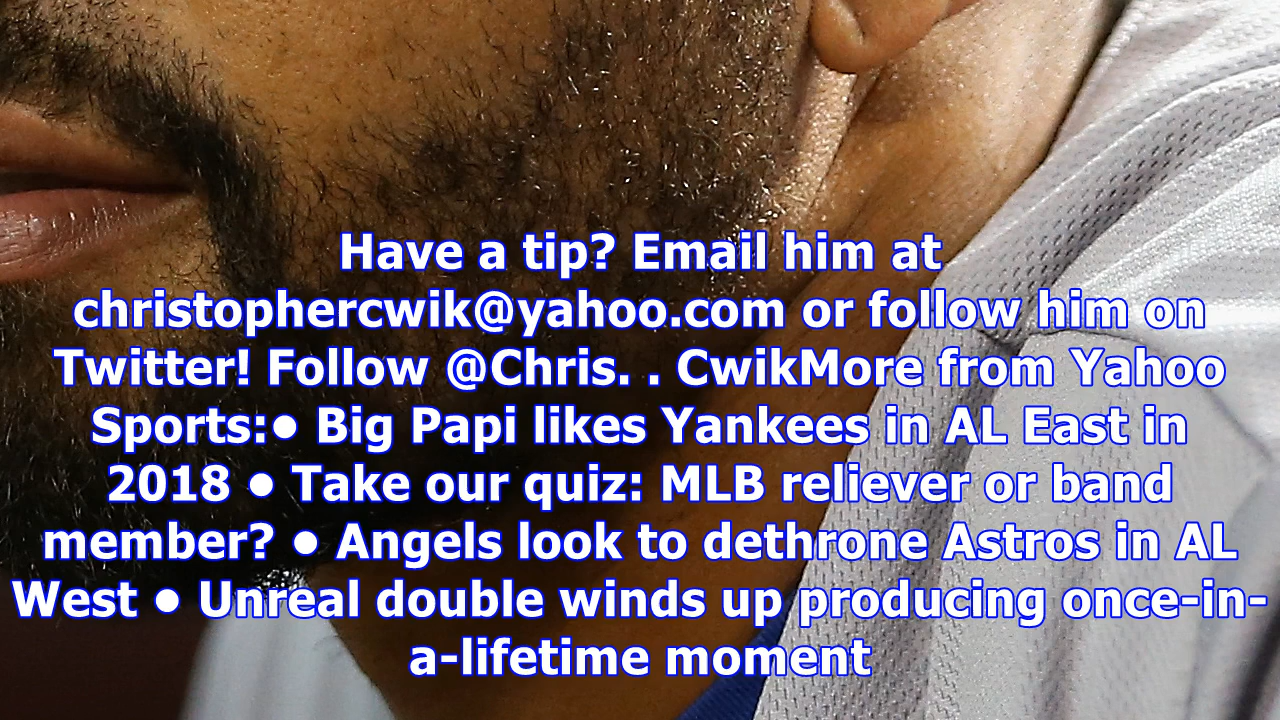 Have a tip? Email him at
christophercwik@yahoo.com or follow him on
Twitter! Follow @Chris. . CwikMore from Yahoo
Sports:● Big Papi likes Yankees in AL East in
2018 ● Take our quiz: MLB reliever or band
member? ● Angels look to dethrone Astros in AL
West ● Unreal double winds up producing once-in-
a-lifetime moment